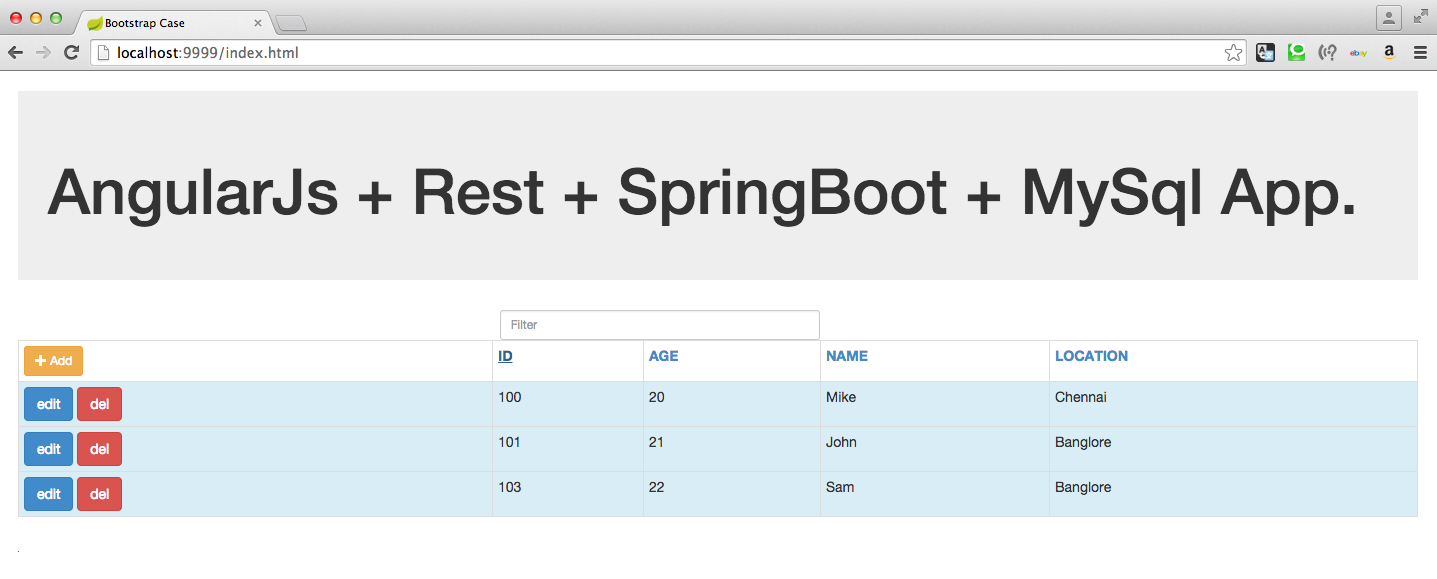 Bootstrap Case
localhost:9999/index.html
ebay
a
AngularJs + Rest + SpringBoot + MySql App.
Filter
Add ID AGE NAME LOCATION
edit del 100 20 Mike Chennai
edit del 101 21 John Banglore
edit del 103 22 Sam Banglore
.